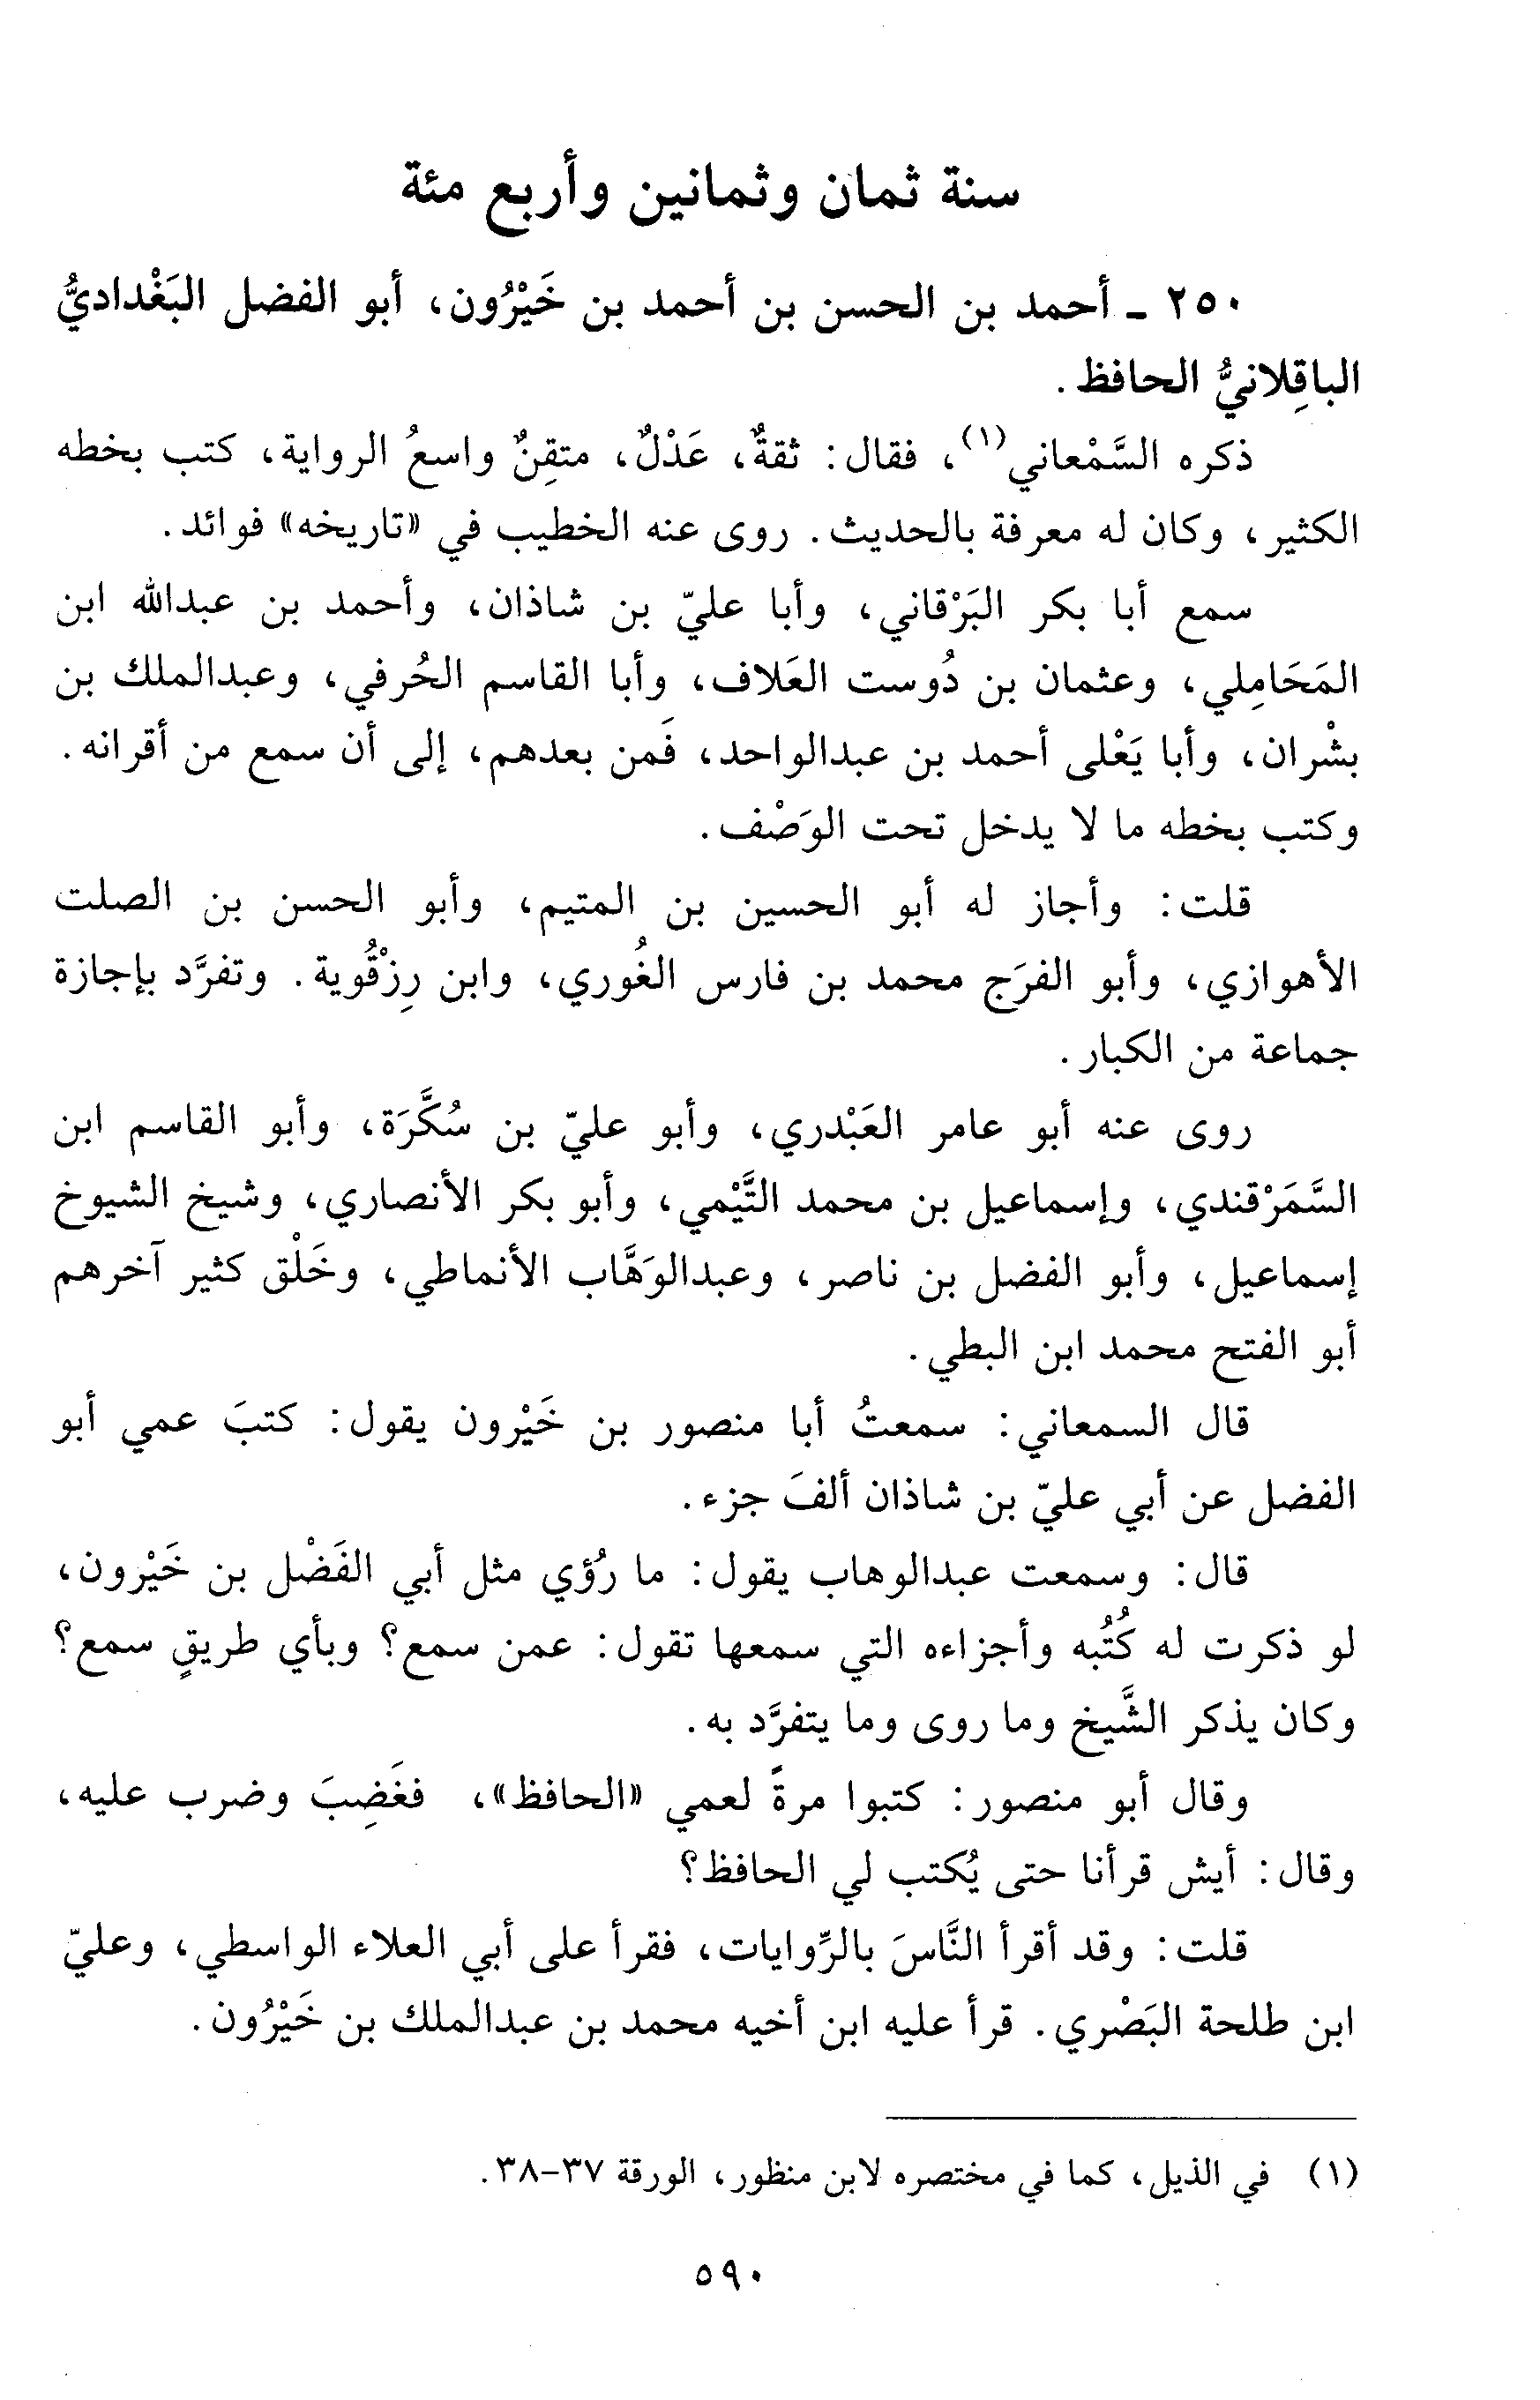 سنة ثمان وثمانين وأربع مئة
٢٥٠ ـ أحمد بن الحسن بن أحمد بن خَيْرُون، أبو الفضل البَغْداديُّ
الباقِلانيُّ الحافظ.
ذكره السَّمْعاني(١)، فقال: ثقةٌ، عَدْلٌ، متقِنٌ واسعُ الرواية، كتب بخطه
الكثير، وكان له معرفة بالحديث. روى عنه الخطيب في «تاريخه» فوائد.
سمع أبا بكر البَرْقاني، وأبا عليّ بن شاذان، وأحمد بن عبدالله ابن
المَحَامِلي، وعثمان بن دُوست العَلاف، وأبا القاسم الحُرفي، وعبدالملك بن
بشْران، وأبا يَعْلى أحمد بن عبدالواحد، فَمن بعدهم، إلى أن سمع من أقرانه.
وكتب بخطه ما لا يدخل تحت الوَصْف.
قلت: وأجاز له أبو الحسين بن المتيم، وأبو الحسن بن الصلت
الأهوازي، وأبو الفرَج محمد بن فارس الغُوري، وابن رِزْقُوية. وتفرَّد بإجازة
جماعة من الكبار.
روى عنه أبو عامر العَبْدري، وأبو عليّ بن سُكَّرَة، وأبو القاسم ابن
السَّمَرْقندي، وإسماعيل بن محمد التَّيْمي، وأبو بكر الأنصاري، وشيخ الشيوخ
إسماعيل، وأبو الفضل بن ناصر، وعبدالوَهَّاب الأنماطي، وخَلْق كثير آخرهم
أبو الفتح محمد ابن البطي.
قال السمعاني: سمعتُ أبا منصور بن خَيْرون يقول: كتبَ عمي أبو
الفضل عن أبي عليّ بن شاذان ألفَ جزء.
قال: وسمعت عبدالوهاب يقول: ما رُؤي مثل أبي الفَضْل بن خَيْرون،
لو ذكرت له كُتُبه وأجزاءه التي سمعها تقول: عمن سمع؟ وبأي طريقٍ سمع؟
وكان يذكر الشَّيخ وما روى وما يتفرَّد به.
وقال أبو منصور: كتبوا مرةً لعمي «الحافظ»، فغَضِبَ وضرب عليه،
وقال: أيش قرأنا حتى يُكتب لي الحافظ؟
قلت: وقد أقرأ النَّاسَ بالرِّوايات، فقرأ على أبي العلاء الواسطي، وعليّ
ابن طلحة البَصْري. قرأ عليه ابن أخيه محمد بن عبدالملك بن خَيْرُون.
(١) في الذيل، كما في مختصره لابن منظور، الورقة ٣٧-٣٨.
٥٩٠